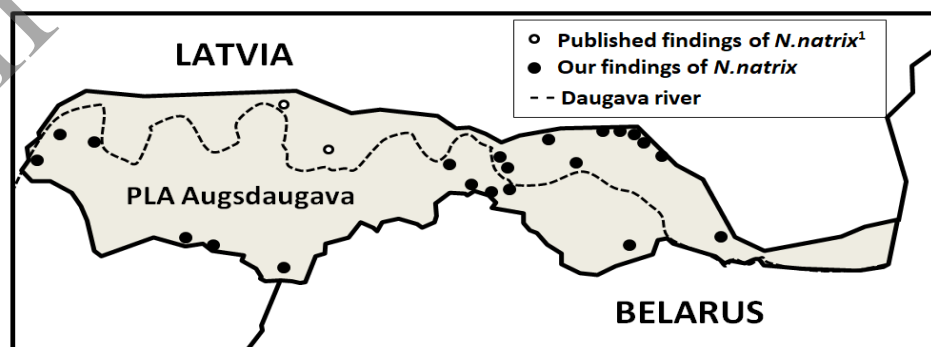 LATVIA
o Published findings of N.natrix¹
● Our findings of N.natrix
--- Daugava river
PLA Augsdaugava
BELARUS